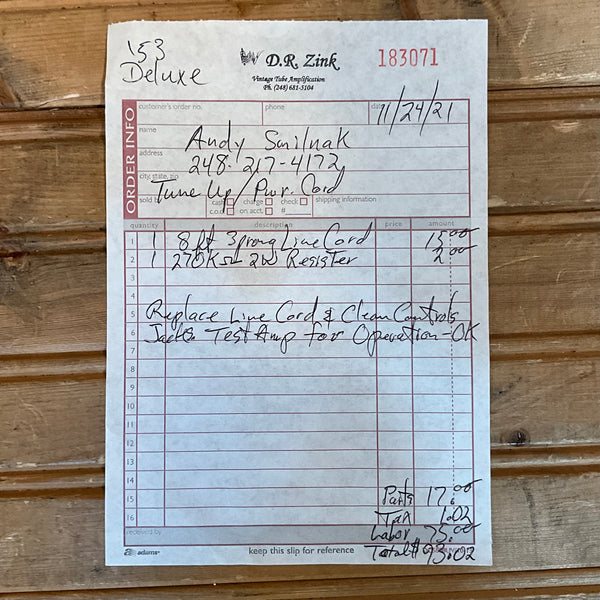 '53
Deluxe
D.R. Zink
183071
Vintage Tube Amplification
Ph. (248) 681-5104
ORDER INFO
customer's order no. phone date 11/24/21
name Andy Smilnak
address 248-217-4172
city, state, zip
Tune Up/Pwr. Cord
sold by cash charge check shipping information
c.o.d. on acct. #
quantity description price amount
1 1 8 ft 3 prong Line Cord 15.00
2 1 270KΩ 2W Resister 2.00
3
4
5 Replace Line Cord & Clean Controls
6 Jacks Test Amp for Operation-OK
7
8
9
10
11
12
13
14
15 Parts 17.00
16 Tax 1.02
Labor 75.00
Total $93.02
adams
keep this slip for reference